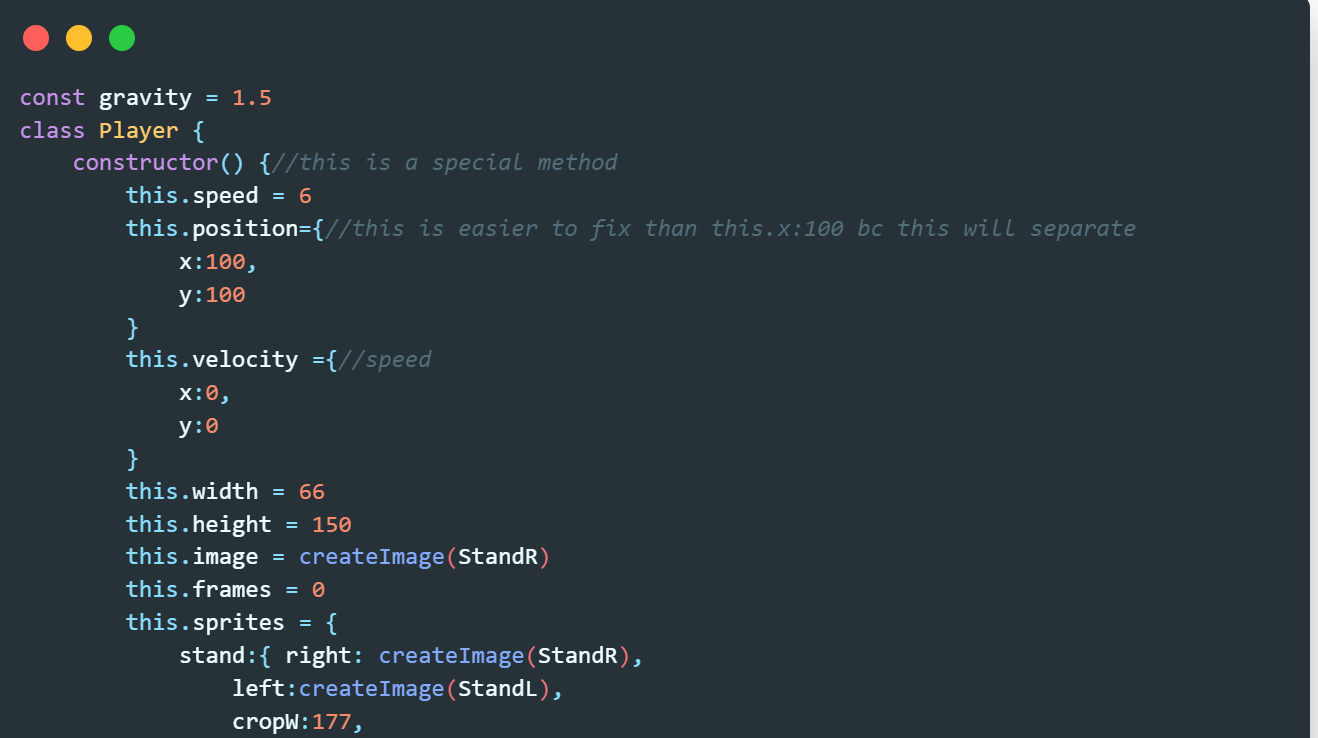 const gravity = 1.5
class Player {
    constructor() {//this is a special method
        this.speed = 6
        this.position={//this is easier to fix than this.x:100 bc this will separate
            x:100,
            y:100
        }
        this.velocity ={//speed
            x:0,
            y:0
        }
        this.width = 66
        this.height = 150
        this.image = createImage(StandR)
        this.frames = 0
        this.sprites = {
            stand:{ right: createImage(StandR),
                left:createImage(StandL),
                cropW:177,